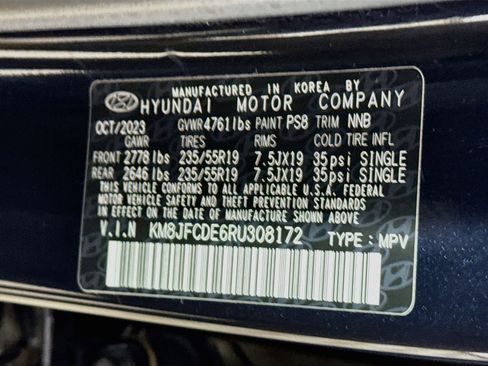 MANUFACTURED IN KOREA BY
HYUNDAI MOTOR COMPANY
OCT/2023 GVWR 4761lbs PAINT PS8 TRIM NNB
GAWR TIRES RIMS COLD TIRE INFL
FRONT 2778 lbs 235/55R19 7.5JX19 35psi SINGLE
REAR 2646 lbs 235/55R19 7.5JX19 35psi SINGLE
THIS VEHICLE CONFORMS TO ALL APPLICABLE U.S.A. FEDERAL
MOTOR VEHICLE SAFETY AND THEFT PREVENTION STANDARDS
IN EFFECT ON THE DATE OF MANUFACTURE SHOWN ABOVE.
V.I.N KM8JFCDE6RU308172 TYPE : MPV